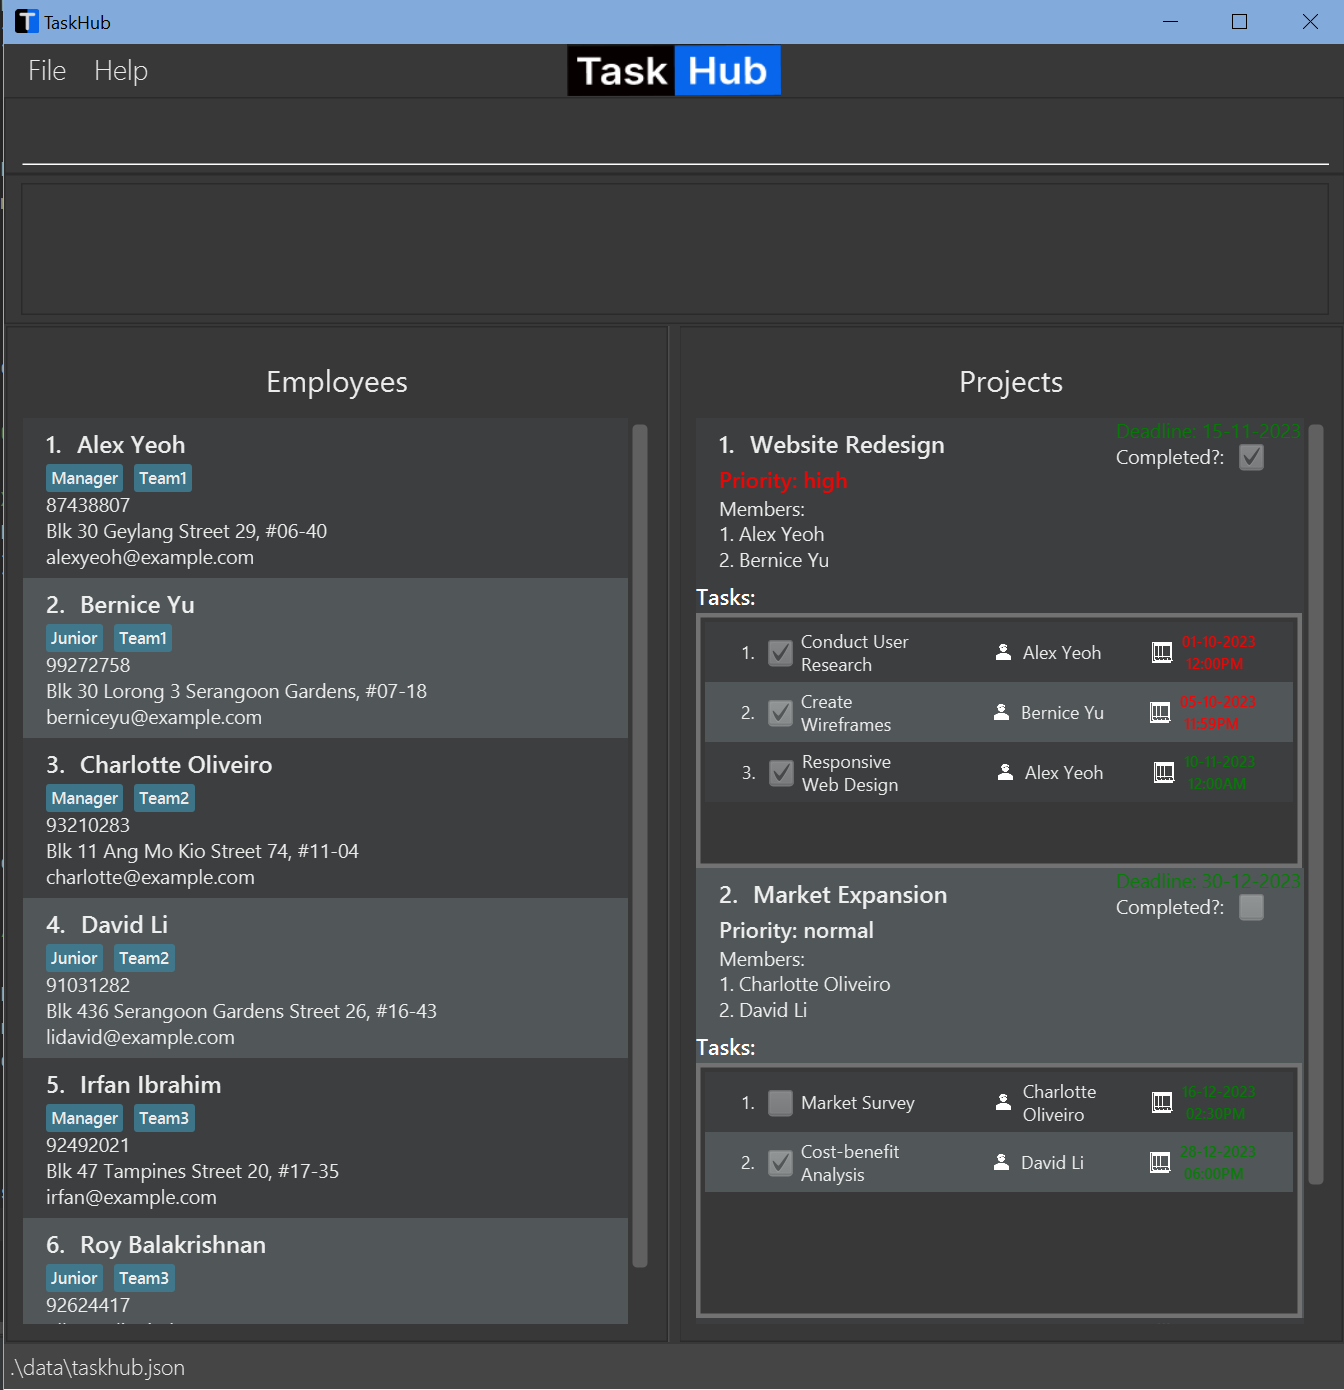 TaskHub
File Help
Task Hub
Employees
1. Alex Yeoh
Manager Team1
87438807
Blk 30 Geylang Street 29, #06-40
alexyeoh@example.com
2. Bernice Yu
Junior Team1
99272758
Blk 30 Lorong 3 Serangoon Gardens, #07-18
berniceyu@example.com
3. Charlotte Oliveiro
Manager Team2
93210283
Blk 11 Ang Mo Kio Street 74, #11-04
charlotte@example.com
4. David Li
Junior Team2
91031282
Blk 436 Serangoon Gardens Street 26, #16-43
lidavid@example.com
5. Irfan Ibrahim
Manager Team3
92492021
Blk 47 Tampines Street 20, #17-35
irfan@example.com
6. Roy Balakrishnan
Junior Team3
92624417
Projects
1. Website Redesign
Deadline: 15-11-2023
Completed?:
Priority: high
Members:
1. Alex Yeoh
2. Bernice Yu
Tasks:
1. Conduct User
Research
Alex Yeoh
01-10-2023
12:00PM
2. Create
Wireframes
Bernice Yu
05-10-2023
11:59PM
3. Responsive
Web Design
Alex Yeoh
10-11-2023
12:00AM
2. Market Expansion
Deadline: 30-12-2023
Completed?:
Priority: normal
Members:
1. Charlotte Oliveiro
2. David Li
Tasks:
1. Market Survey
Charlotte
Oliveiro
16-12-2023
02:30PM
2. Cost-benefit
Analysis
David Li
28-12-2023
06:00PM
.\data\taskhub.json